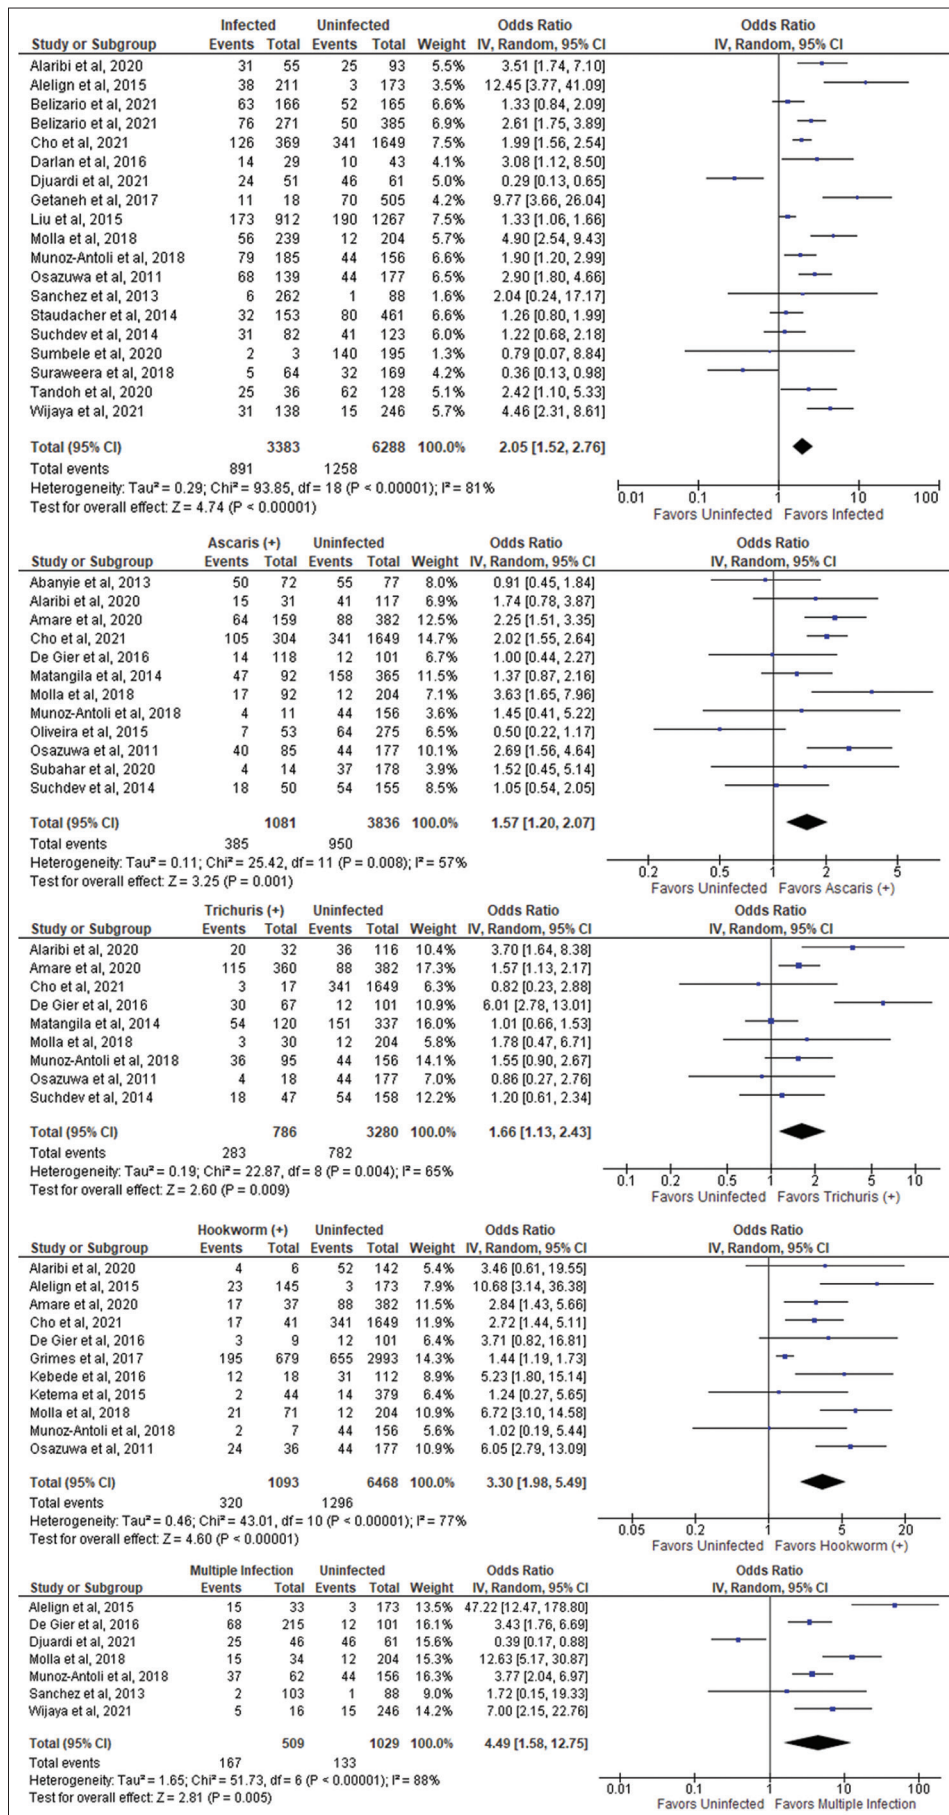 Infected Uninfected Odds Ratio Odds Ratio
Study or Subgroup Events Total Events Total Weight IV, Random, 95% CI IV, Random, 95% CI
Alaribi et al, 2020 31 55 25 93 5.5% 3.51 [1.74, 7.10]
Alelign et al, 2015 38 211 3 173 3.5% 12.45 [3.77, 41.09]
Belizario et al, 2021 63 166 52 165 6.6% 1.33 [0.84, 2.09]
Belizario et al, 2021 76 271 50 385 6.9% 2.61 [1.75, 3.89]
Cho et al, 2021 126 369 341 1649 7.5% 1.99 [1.56, 2.54]
Darlan et al, 2016 14 29 10 43 4.1% 3.08 [1.12, 8.50]
Djuardi et al, 2021 24 51 46 61 5.0% 0.29 [0.13, 0.65]
Getaneh et al, 2017 11 18 70 505 4.2% 9.77 [3.66, 26.04]
Liu et al, 2015 173 912 190 1267 7.6% 1.33 [1.06, 1.66]
Molla et al, 2018 56 239 12 204 5.7% 4.90 [2.54, 9.43]
Munoz-Antoli et al, 2018 79 185 44 156 6.6% 1.90 [1.20, 2.99]
Osazuwa et al, 2011 68 139 44 177 6.5% 2.90 [1.80, 4.66]
Sanchez et al, 2013 6 262 1 88 1.6% 2.04 [0.24, 17.17]
Staudacher et al, 2014 32 153 80 461 6.6% 1.26 [0.80, 1.99]
Suchdev et al, 2014 31 82 41 123 6.0% 1.22 [0.68, 2.18]
Sumbele et al, 2020 2 3 140 195 1.3% 0.79 [0.07, 8.84]
Suraweera et al, 2018 5 64 32 169 4.2% 0.36 [0.13, 0.98]
Tandoh et al, 2020 25 36 62 128 5.1% 2.42 [1.10, 5.33]
Wijaya et al, 2021 31 138 15 246 5.7% 4.46 [2.31, 8.61]
Total (95% CI) 3383 6288 100.0% 2.05 [1.52, 2.76]
Total events 891 1258
Heterogeneity: Tau² = 0.29; Chi² = 93.85, df = 18 (P < 0.00001); I² = 81%
Test for overall effect: Z = 4.74 (P < 0.00001)
0.01 0.1 1 10 100
Favors Uninfected Favors Infected
Ascaris (+) Uninfected Odds Ratio Odds Ratio
Study or Subgroup Events Total Events Total Weight IV, Random, 95% CI IV, Random, 95% CI
Abanyie et al, 2013 50 72 55 77 8.0% 0.91 [0.45, 1.84]
Alaribi et al, 2020 15 31 41 117 6.9% 1.74 [0.78, 3.87]
Amare et al, 2020 64 159 88 382 12.5% 2.25 [1.51, 3.35]
Cho et al, 2021 105 304 341 1649 14.7% 2.02 [1.55, 2.64]
De Gier et al, 2016 14 118 12 101 6.7% 1.00 [0.44, 2.27]
Matangila et al, 2014 47 92 158 365 11.5% 1.37 [0.87, 2.16]
Molla et al, 2018 17 92 12 204 7.1% 3.63 [1.65, 7.96]
Munoz-Antoli et al, 2018 4 11 44 156 3.6% 1.45 [0.41, 5.22]
Oliveira et al, 2015 7 53 64 275 6.5% 0.50 [0.22, 1.17]
Osazuwa et al, 2011 40 85 44 177 10.1% 2.69 [1.56, 4.64]
Subahar et al, 2020 4 14 37 178 3.9% 1.52 [0.45, 5.14]
Suchdev et al, 2014 18 50 54 155 8.5% 1.05 [0.54, 2.05]
Total (95% CI) 1081 3836 100.0% 1.57 [1.20, 2.07]
Total events 385 950
Heterogeneity: Tau² = 0.11; Chi² = 25.42, df = 11 (P = 0.008); I² = 57%
Test for overall effect: Z = 3.25 (P = 0.001)
0.2 0.5 1 2 5
Favors Uninfected Favors Ascaris (+)
Trichuris (+) Uninfected Odds Ratio Odds Ratio
Study or Subgroup Events Total Events Total Weight IV, Random, 95% CI IV, Random, 95% CI
Alaribi et al, 2020 20 32 36 116 10.4% 3.70 [1.64, 8.38]
Amare et al, 2020 115 360 88 382 17.3% 1.57 [1.13, 2.17]
Cho et al, 2021 3 17 341 1649 6.3% 0.82 [0.23, 2.88]
De Gier et al, 2016 30 67 12 101 10.9% 6.01 [2.78, 13.01]
Matangila et al, 2014 54 120 151 337 16.0% 1.01 [0.66, 1.53]
Molla et al, 2018 3 30 12 204 5.8% 1.78 [0.47, 6.71]
Munoz-Antoli et al, 2018 36 95 44 156 14.1% 1.55 [0.90, 2.67]
Osazuwa et al, 2011 4 18 44 177 7.0% 0.86 [0.27, 2.76]
Suchdev et al, 2014 18 47 54 158 12.2% 1.20 [0.61, 2.34]
Total (95% CI) 786 3280 100.0% 1.66 [1.13, 2.43]
Total events 283 782
Heterogeneity: Tau² = 0.19; Chi² = 22.87, df = 8 (P = 0.004); I² = 65%
Test for overall effect: Z = 2.60 (P = 0.009)
0.1 0.2 0.5 1 2 5 10
Favors Uninfected Favors Trichuris (+)
Hookworm (+) Uninfected Odds Ratio Odds Ratio
Study or Subgroup Events Total Events Total Weight IV, Random, 95% CI IV, Random, 95% CI
Alaribi et al, 2020 4 6 52 142 5.4% 3.46 [0.61, 19.55]
Alelign et al, 2015 23 145 3 173 7.9% 10.68 [3.14, 36.38]
Amare et al, 2020 17 37 88 382 11.5% 2.84 [1.43, 5.66]
Cho et al, 2021 17 41 341 1649 11.9% 2.72 [1.44, 5.11]
De Gier et al, 2016 3 9 12 101 6.4% 3.71 [0.82, 16.81]
Grimes et al, 2017 195 679 655 2993 14.3% 1.44 [1.19, 1.73]
Kebede et al, 2016 12 18 31 112 8.9% 5.23 [1.80, 15.14]
Ketema et al, 2015 2 44 14 379 6.4% 1.24 [0.27, 5.65]
Molla et al, 2018 21 71 12 204 10.9% 6.72 [3.10, 14.58]
Munoz-Antoli et al, 2018 2 7 44 156 5.6% 1.02 [0.19, 5.44]
Osazuwa et al, 2011 24 36 44 177 10.9% 6.05 [2.79, 13.09]
Total (95% CI) 1093 6468 100.0% 3.30 [1.98, 5.49]
Total events 320 1296
Heterogeneity: Tau² = 0.46; Chi² = 43.01, df = 10 (P < 0.00001); I² = 77%
Test for overall effect: Z = 4.60 (P < 0.00001)
0.05 0.2 1 5 20
Favors Uninfected Favors Hookworm (+)
Multiple Infection Uninfected Odds Ratio Odds Ratio
Study or Subgroup Events Total Events Total Weight IV, Random, 95% CI IV, Random, 95% CI
Alelign et al, 2015 15 33 3 173 13.5% 47.22 [12.47, 178.80]
De Gier et al, 2016 68 215 12 101 16.1% 3.43 [1.76, 6.69]
Djuardi et al, 2021 25 46 46 61 15.6% 0.39 [0.17, 0.88]
Molla et al, 2018 15 34 12 204 15.3% 12.63 [5.17, 30.87]
Munoz-Antoli et al, 2018 37 62 44 156 16.3% 3.77 [2.04, 6.97]
Sanchez et al, 2013 2 103 1 88 9.0% 1.72 [0.15, 19.33]
Wijaya et al, 2021 5 16 15 246 14.2% 7.00 [2.15, 22.76]
Total (95% CI) 509 1029 100.0% 4.49 [1.58, 12.75]
Total events 167 133
Heterogeneity: Tau² = 1.65; Chi² = 51.73, df = 6 (P < 0.00001); I² = 88%
Test for overall effect: Z = 2.81 (P = 0.005)
0.01 0.1 1 10 100
Favors Uninfected Favors Multiple Infection